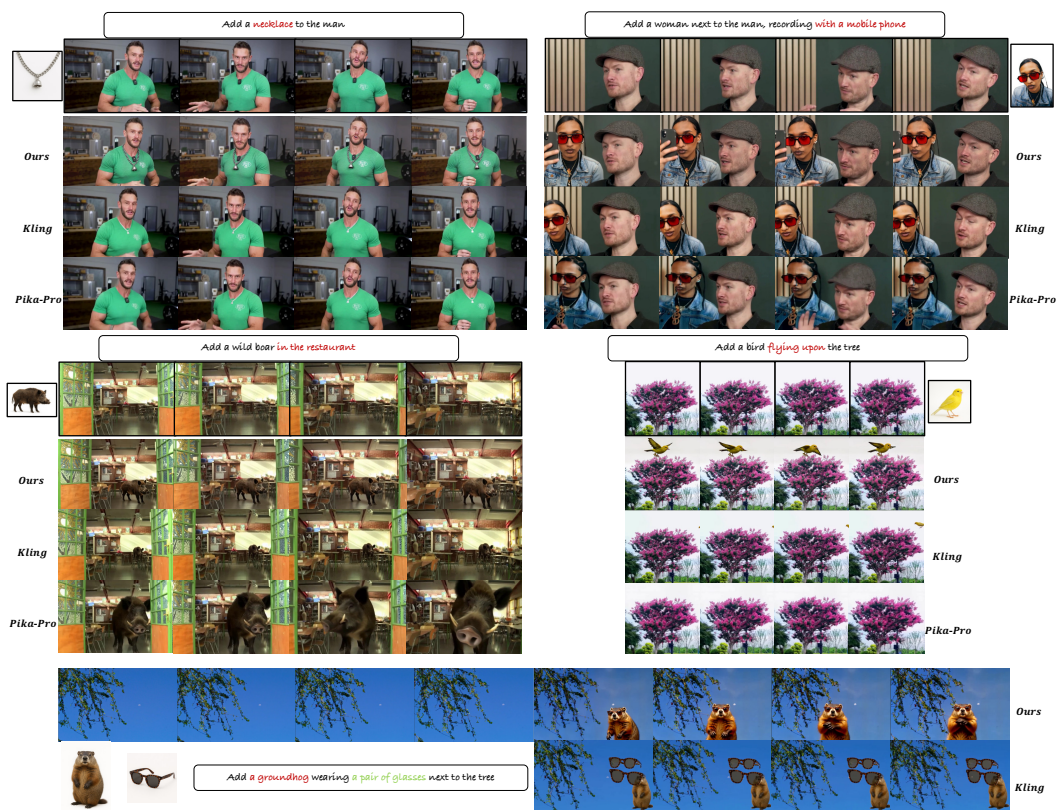 Add a necklace to the man
Add a woman next to the man, recording with a mobile phone
Ours
Kling
Pika-Pro
Ours
Kling
Pika-Pro
Add a wild boar in the restaurant
Add a bird flying upon the tree
Ours
Kling
Pika-Pro
Ours
Kling
Pika-Pro
Ours
Add a groundhog wearing a pair of glasses next to the tree
Kling